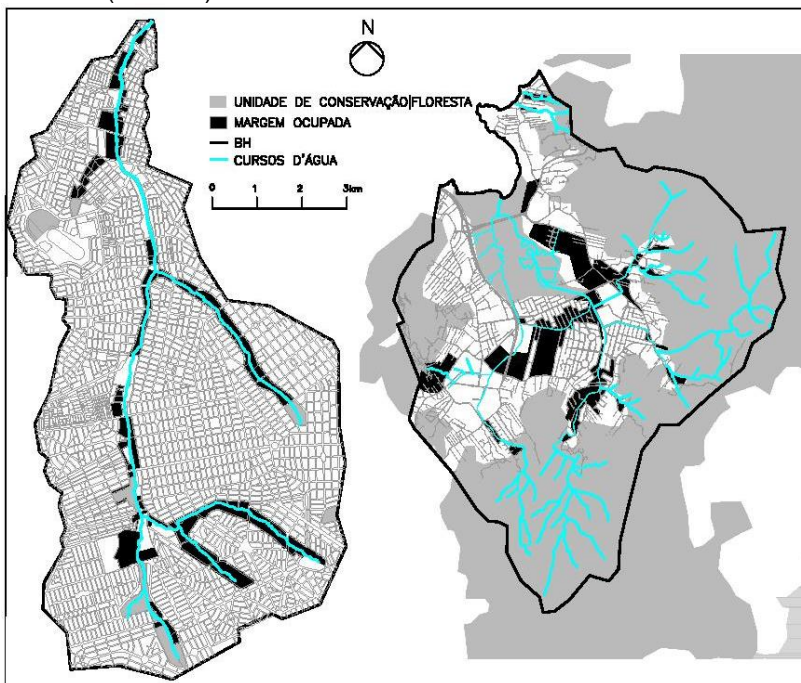 N
UNIDADE DE CONSERVAÇÃO|FLORESTA
MARGEM OCUPADA
BH
CURSOS D'ÁGUA
0 1 2 3km